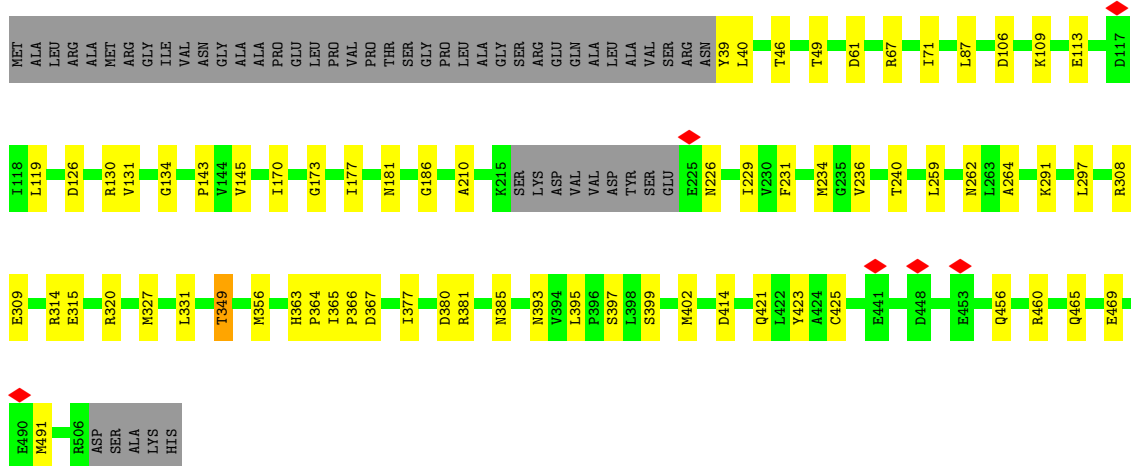 MET ALA LEU ARG ALA MET ARG GLY ILE VAL ASN GLY ALA ALA PRO GLU LEU PRO VAL PRO THR SER GLY PRO LEU ALA GLY SER ARG GLU GLN ALA LEU ALA VAL SER ARG ASN Y39 L40 T46 T49 D61 R67 I71 L87 D106 K109 E113 D117
I118 L119 D126 R130 V131 G134 P143 V144 V145 I170 G173 I177 N181 G186 A210 K215 SER LYS ASP VAL VAL ASP TYR SER GLU E225 N226 I229 V230 F231 M234 G235 V236 T240 L259 N262 L263 A264 K291 L297 R308
E309 R314 E315 R320 M327 L331 T349 M356 H363 P364 I365 P366 D367 I377 D380 R381 N385 N393 V394 L395 P396 S397 L398 S399 M402 D414 Q421 L422 Y423 A424 C425 E441 D448 E453 Q456 R460 Q465 E469
E490 M491 R506 ASP SER ALA LYS HIS